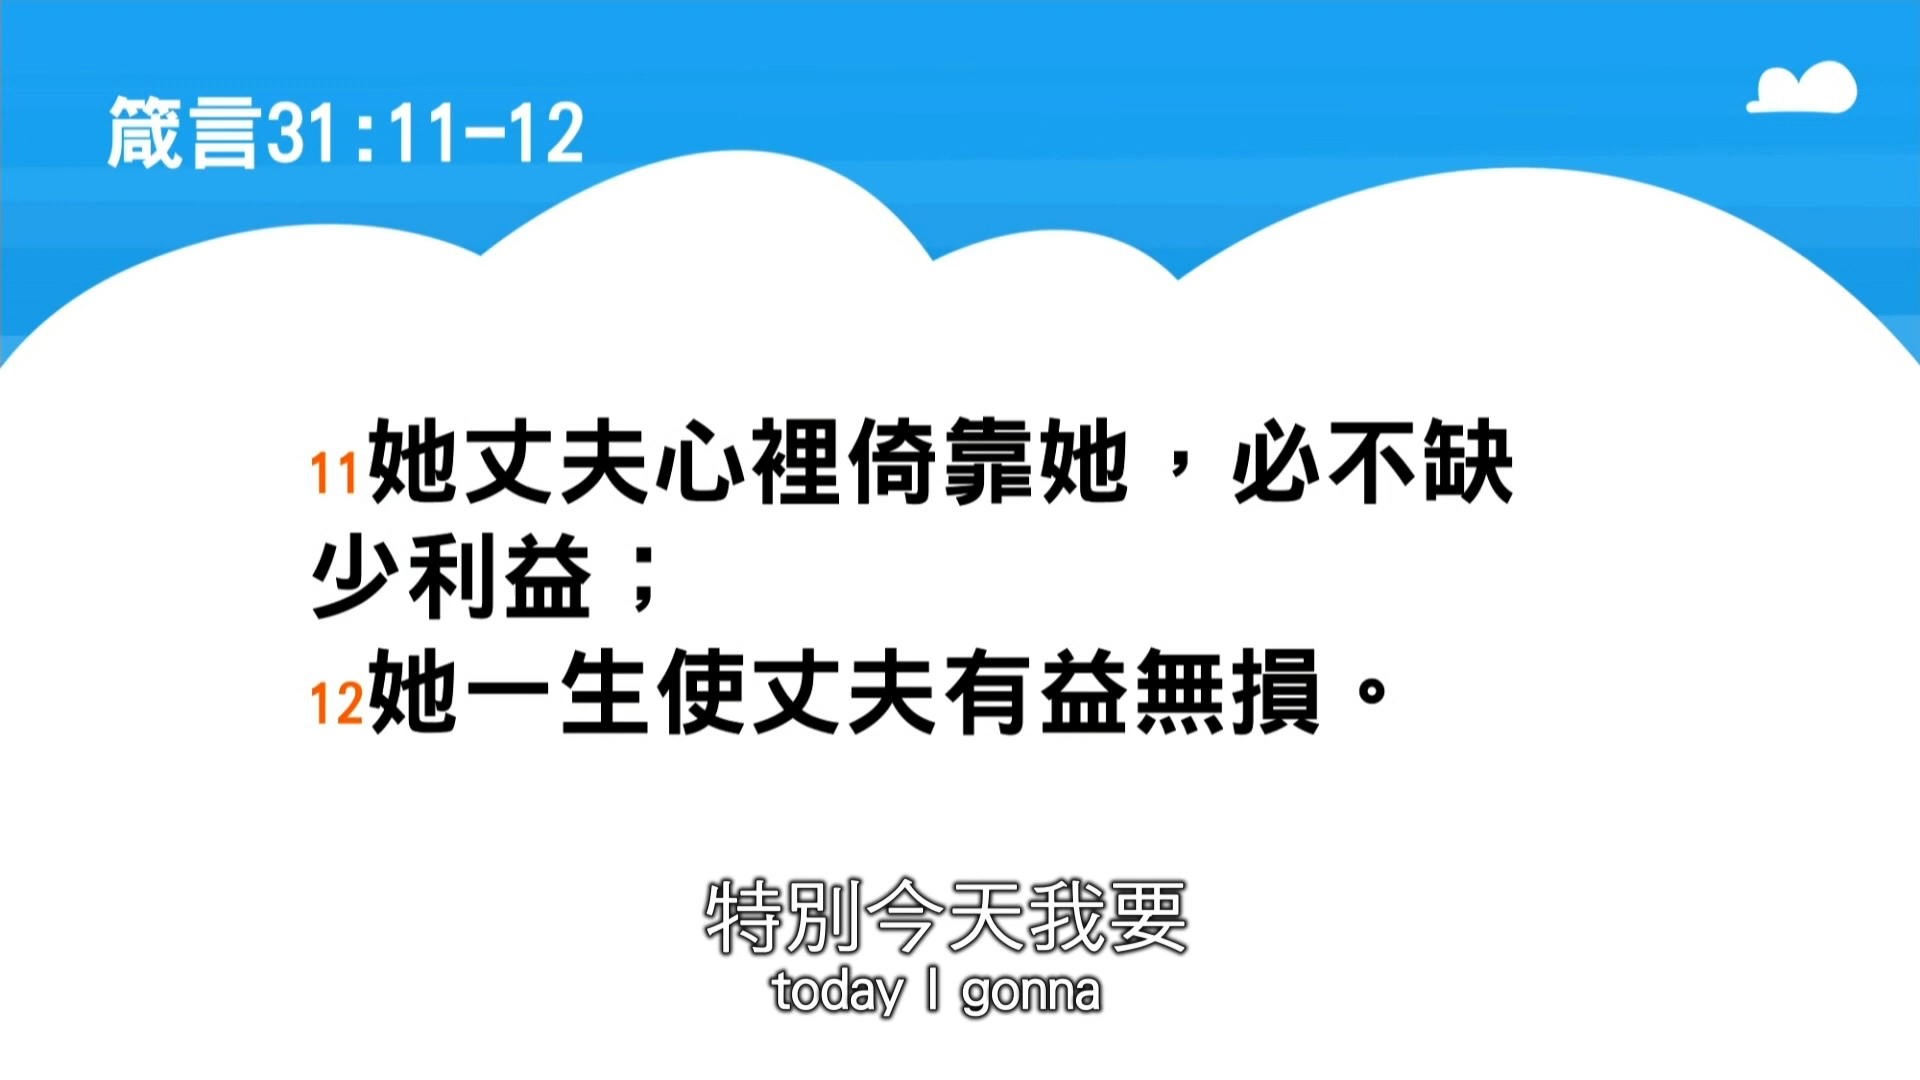 箴言31:11-12
11她丈夫心裡倚靠她，必不缺
少利益；
12她一生使丈夫有益無損。
特別今天我要
today I gonna